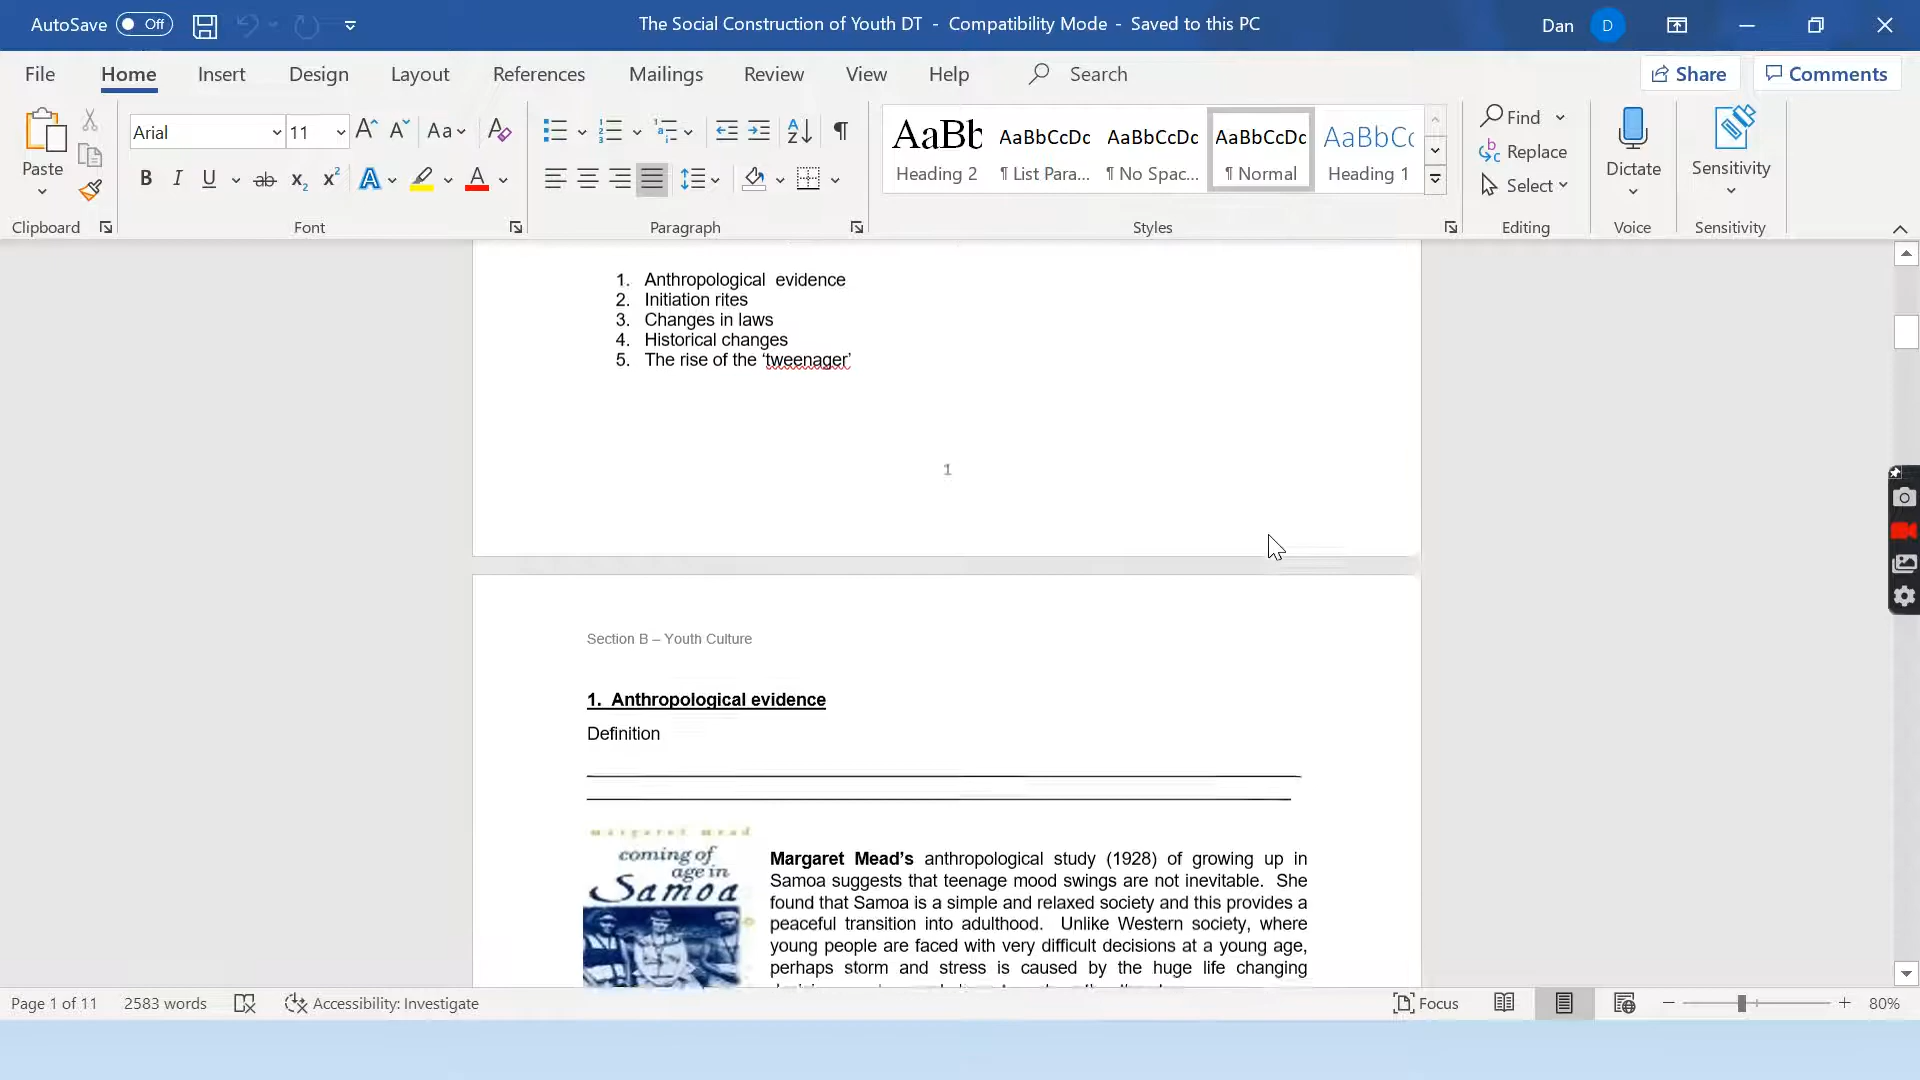 AutoSave Off The Social Construction of Youth DT - Compatibility Mode - Saved to this PC Dan D
File Home Insert Design Layout References Mailings Review View Help Search Share Comments
Paste
Clipboard
Arial 11
Font
Paragraph
AaBb AaBbCcDc AaBbCcDc AaBbCcDc AaBbCc
Heading 2 ¶ List Para... ¶ No Spac... ¶ Normal Heading 1
Styles
Find
Replace
Select
Editing
Dictate
Voice
Sensitivity
Sensitivity
1. Anthropological evidence
2. Initiation rites
3. Changes in laws
4. Historical changes
5. The rise of the ‘tweenager’
1
Section B – Youth Culture
1. Anthropological evidence
Definition
margaret mead
coming of
age in
Samoa
Margaret Mead’s anthropological study (1928) of growing up in
Samoa suggests that teenage mood swings are not inevitable. She
found that Samoa is a simple and relaxed society and this provides a
peaceful transition into adulthood. Unlike Western society, where
young people are faced with very difficult decisions at a young age,
perhaps storm and stress is caused by the huge life changing
Page 1 of 11 2583 words Accessibility: Investigate Focus 80%